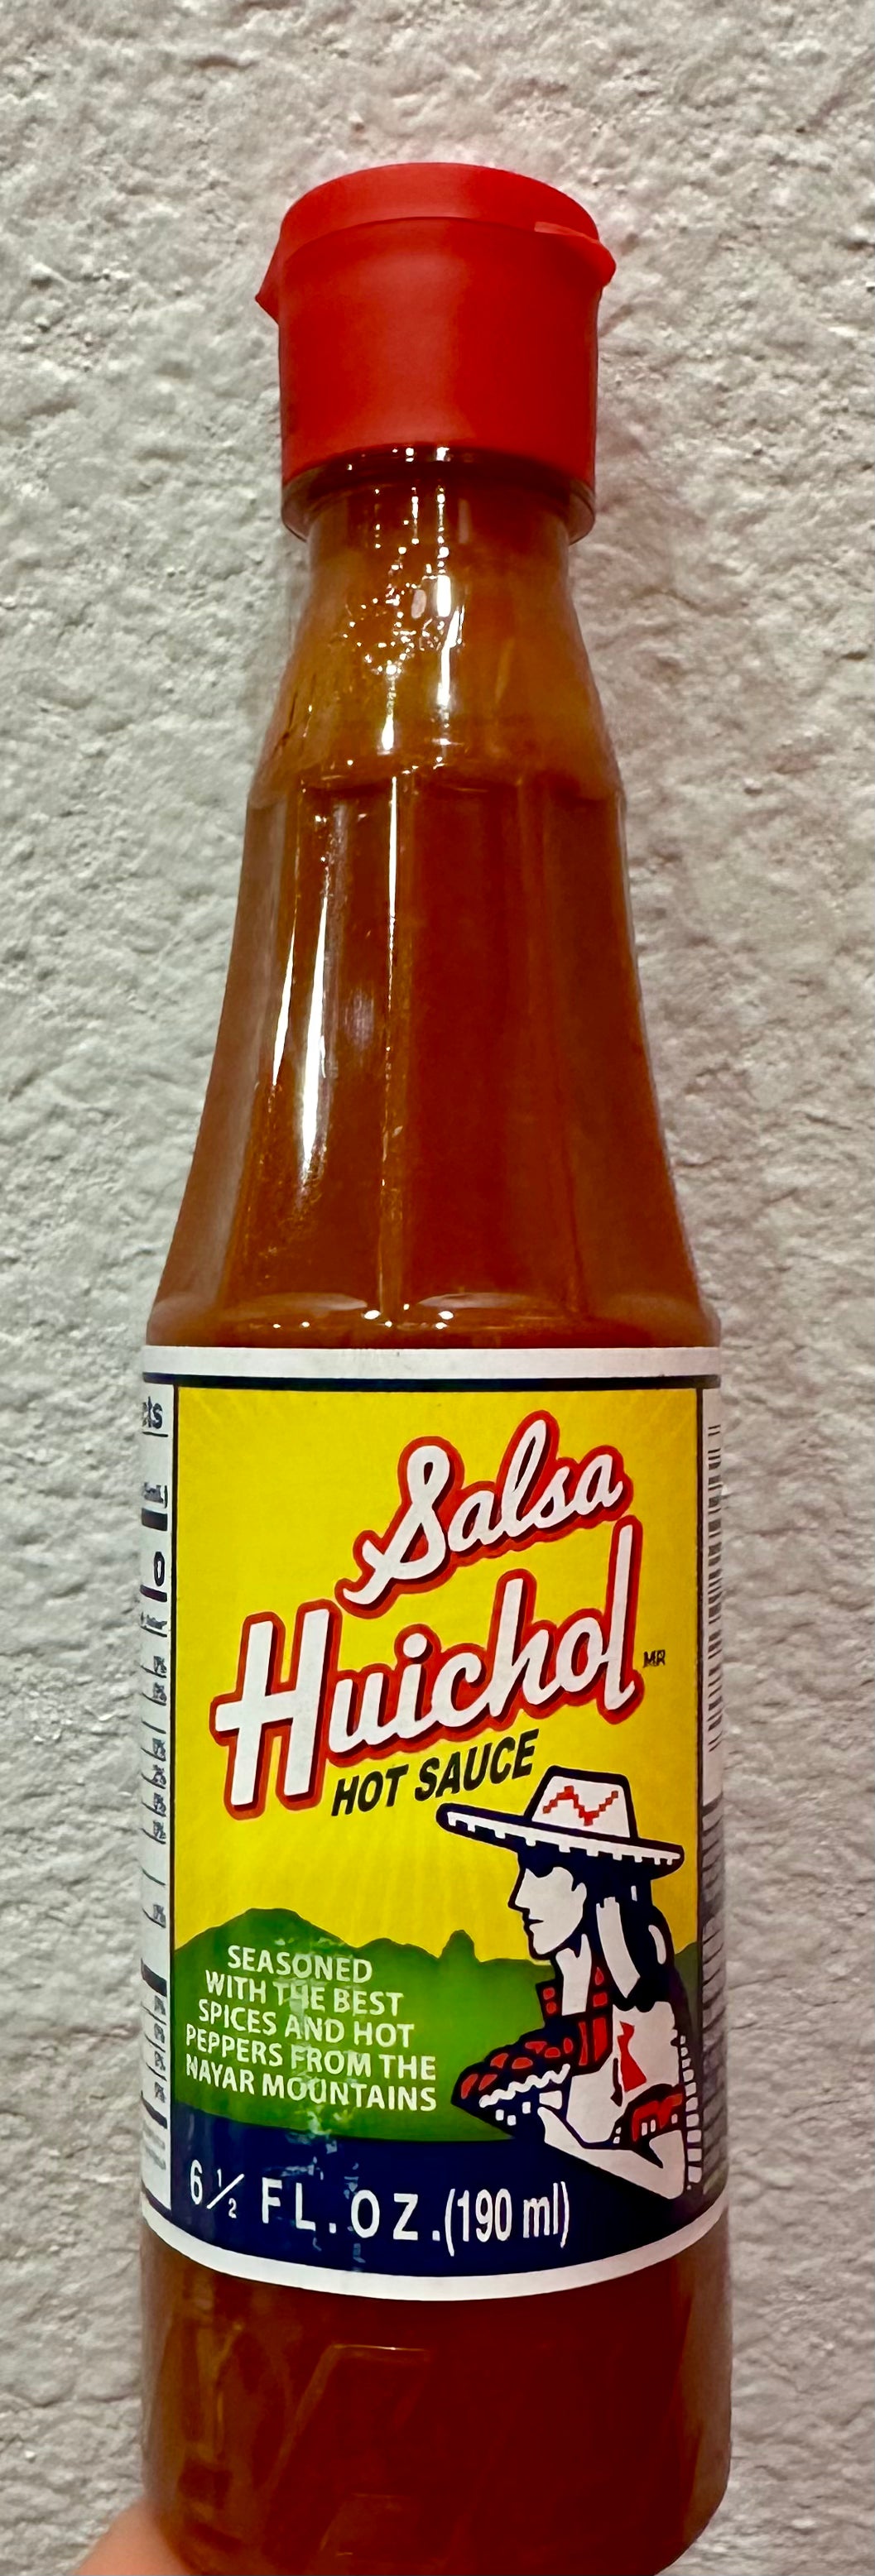 Salsa
Huichol
MR
HOT SAUCE
SEASONED
WITH THE BEST
SPICES AND HOT
PEPPERS FROM THE
NAYAR MOUNTAINS
6 1/2 FL.OZ.(190 ml)
0